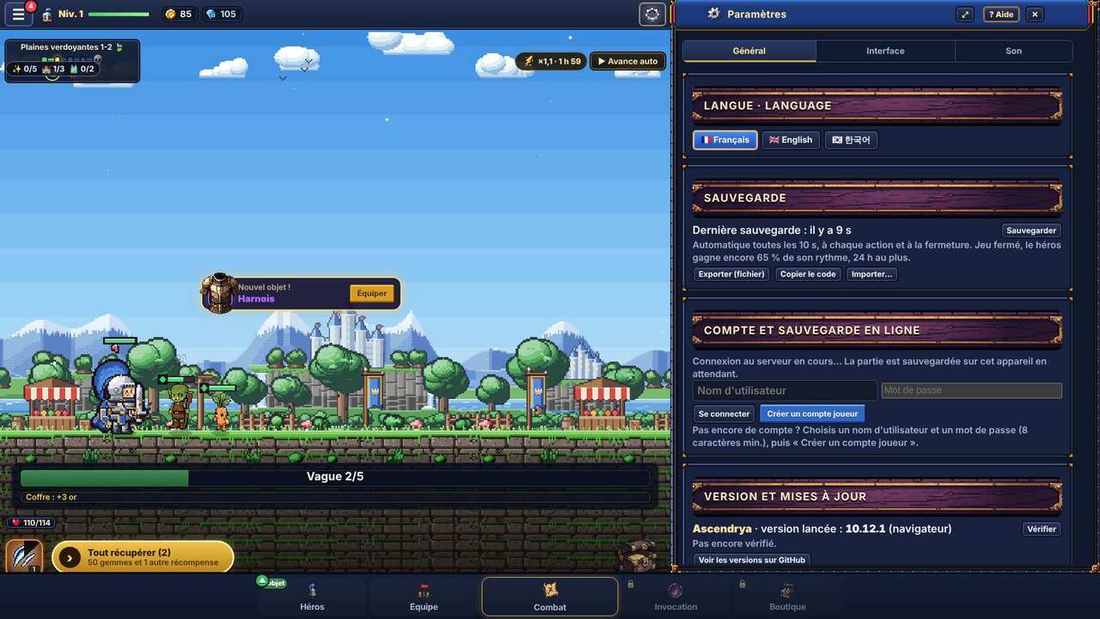 4
Niv. 1
85
105
Plaines verdoyantes 1-2
0/5 1/3 0/2
×1,1 · 1 h 59
Avance auto
Nouvel objet !
Harnois
Équiper
Vague 2/5
Coffre : +3 or
110/114
1
Tout récupérer (2)
50 gemmes et 1 autre récompense
objet
Héros
Équipe
Combat
Invocation
Boutique
Paramètres
? Aide
Général
Interface
Son
LANGUE · LANGUAGE
Français
English
한국어
SAUVEGARDE
Dernière sauvegarde : il y a 9 s
Sauvegarder
Automatique toutes les 10 s, à chaque action et à la fermeture. Jeu fermé, le héros
gagne encore 65 % de son rythme, 24 h au plus.
Exporter (fichier)
Copier le code
Importer...
COMPTE ET SAUVEGARDE EN LIGNE
Connexion au serveur en cours... La partie est sauvegardée sur cet appareil en
attendant.
Nom d'utilisateur
Mot de passe
Se connecter
Créer un compte joueur
Pas encore de compte ? Choisis un nom d'utilisateur et un mot de passe (8
caractères min.), puis « Créer un compte joueur ».
VERSION ET MISES À JOUR
Ascendrya · version lancée : 10.12.1 (navigateur)
Vérifier
Pas encore vérifié.
Voir les versions sur GitHub